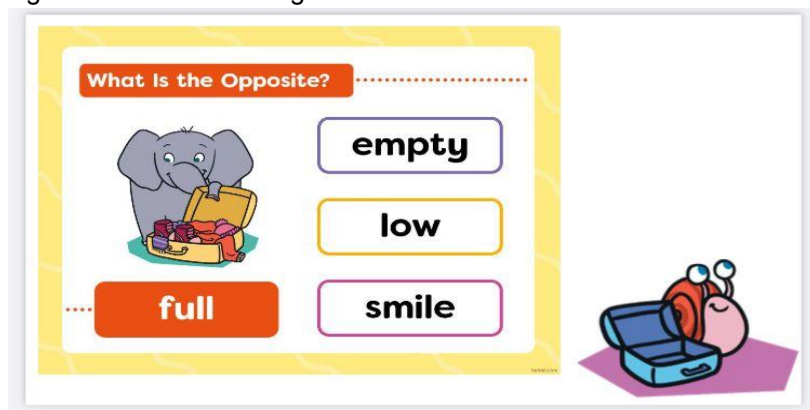 What Is the Opposite?
empty
low
full
smile